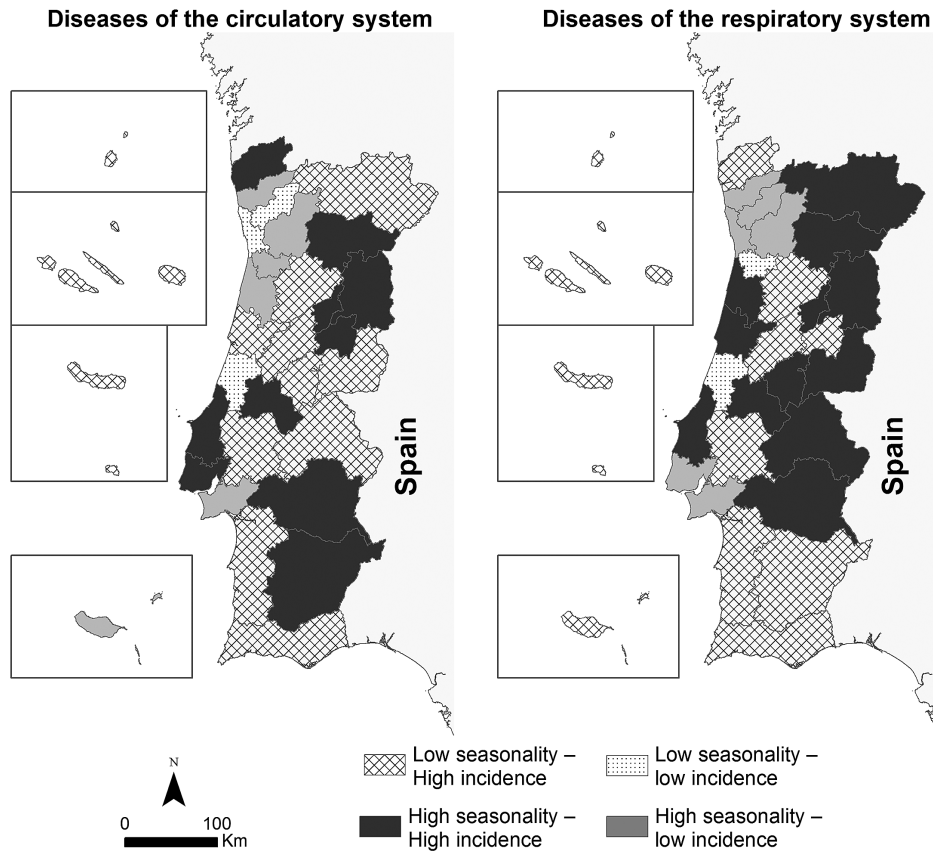 Diseases of the circulatory system
Diseases of the respiratory system
Spain
Spain
Low seasonality –
High incidence
Low seasonality –
low incidence
High seasonality –
High incidence
High seasonality –
low incidence
N
0 100
Km